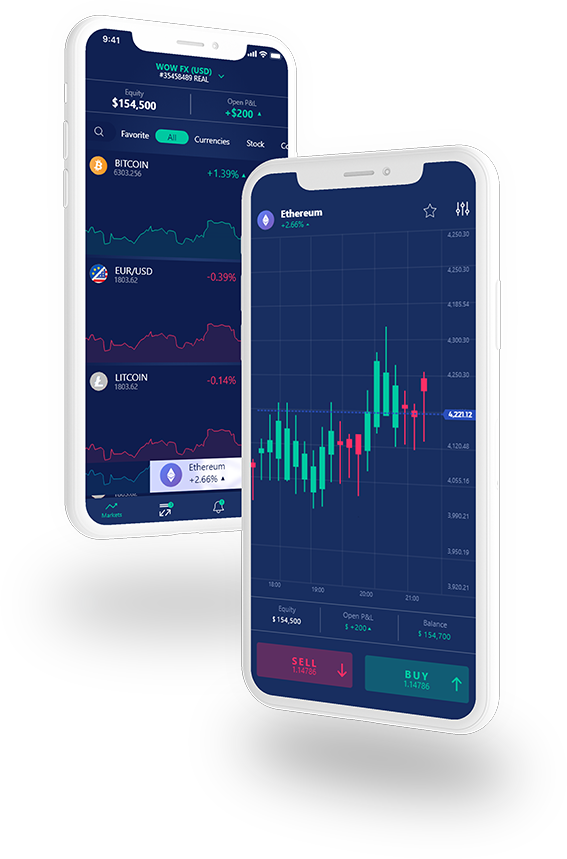 9:41
WOW FX (USD)
#35458489 REAL
Equity
$154,500
Open P&L
+$200
Favorite
All
Currencies
Stock
BITCOIN
6303.256
+1.39%
EUR/USD
1803.62
-0.39%
LITCOIN
1803.62
-0.14%
Ethereum
+2.66%
Markets
Ethereum
+2.66%
4,250.30
4,250.30
4,185.54
4,300.30
4,250.30
4,221.12
4,120.48
4,055.16
3,990.21
3,950.19
3,920.21
18:00
19:00
20:00
21:00
Equity
$ 154,500
Open P&L
$ +200
Balance
$ 154,700
SELL
1.14786
BUY
1.14786